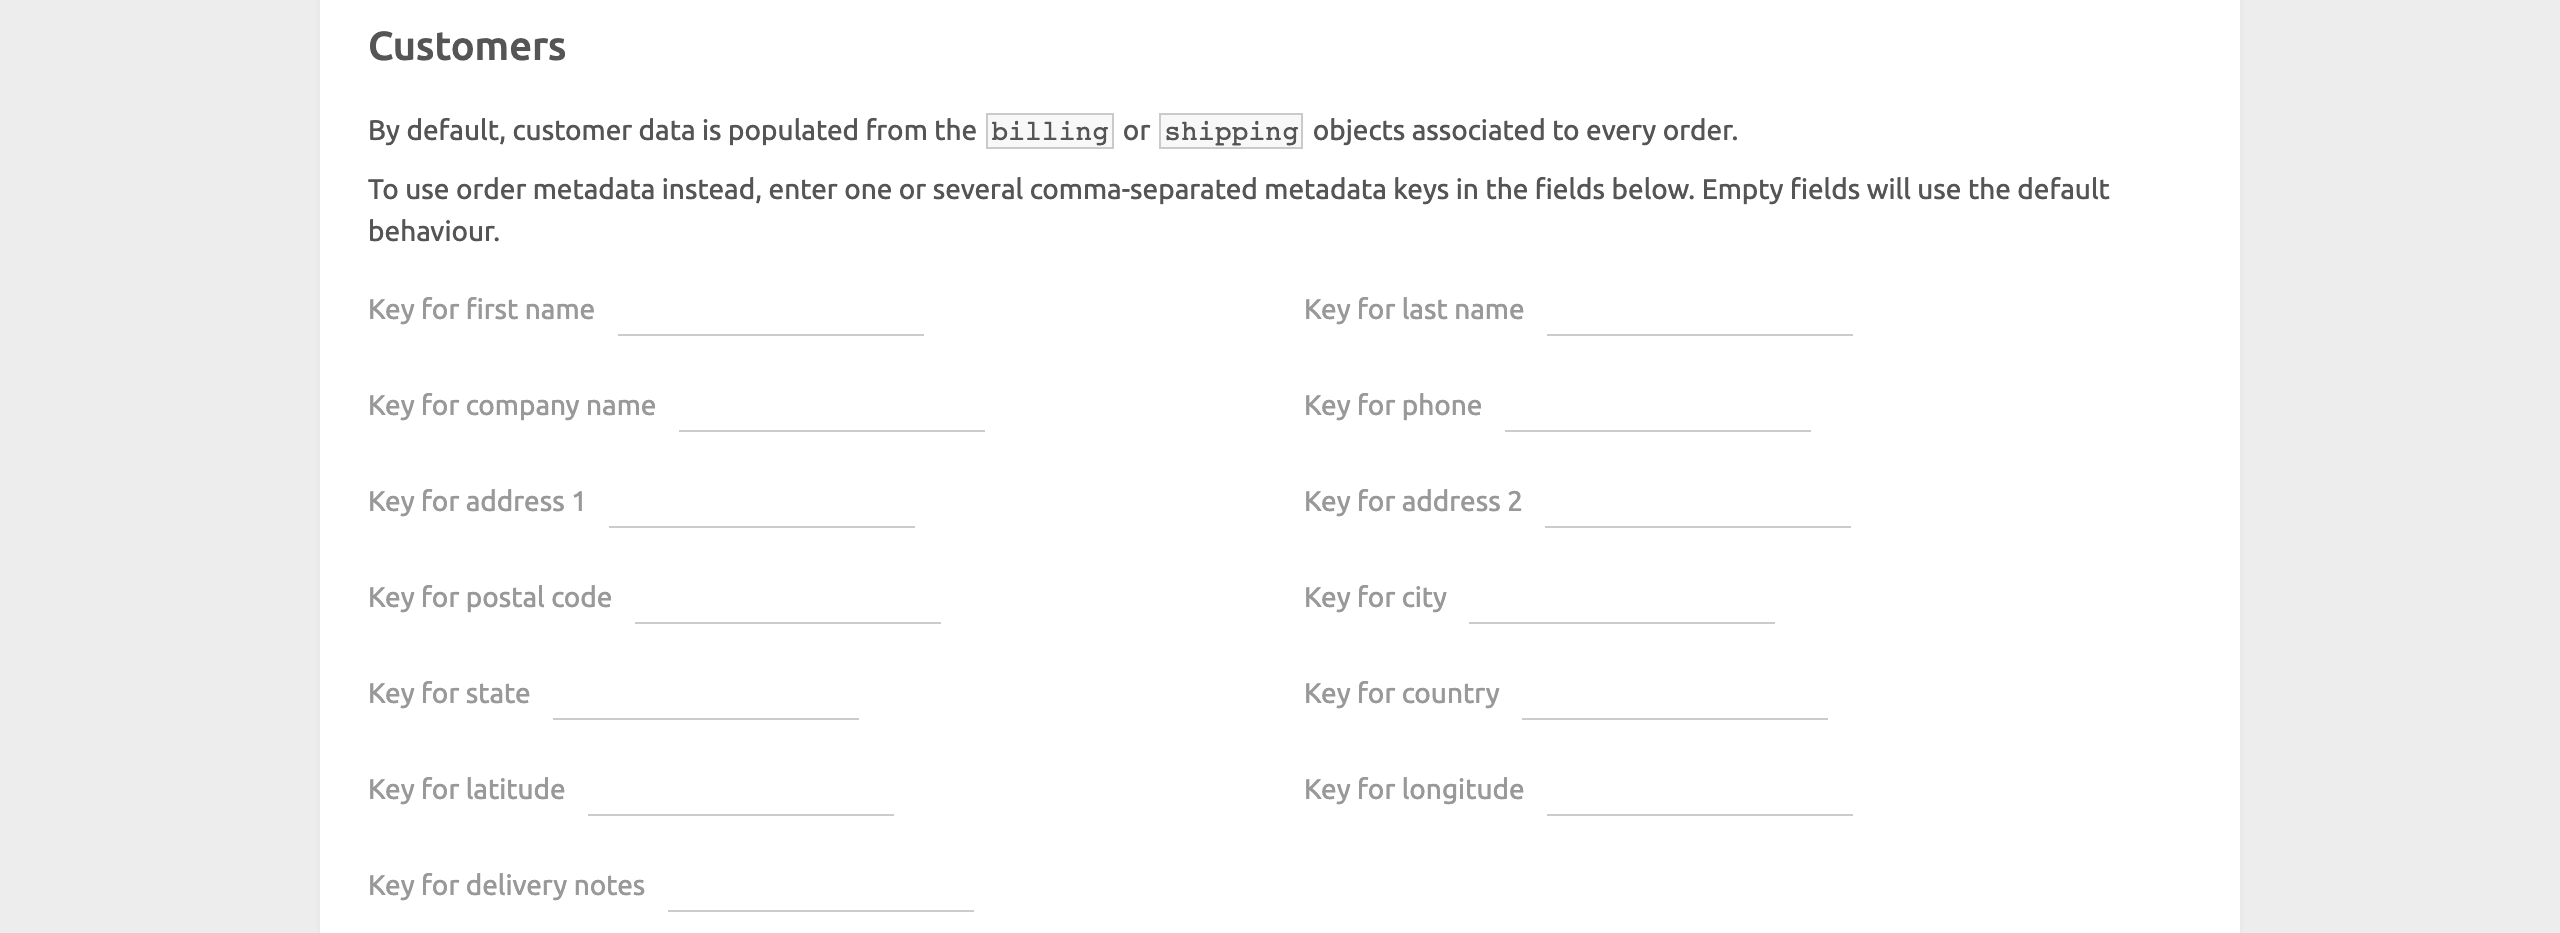 Customers
By default, customer data is populated from the billing or shipping objects associated to every order.
To use order metadata instead, enter one or several comma-separated metadata keys in the fields below. Empty fields will use the default
behaviour.
Key for first name
Key for last name
Key for company name
Key for phone
Key for address 1
Key for address 2
Key for postal code
Key for city
Key for state
Key for country
Key for latitude
Key for longitude
Key for delivery notes